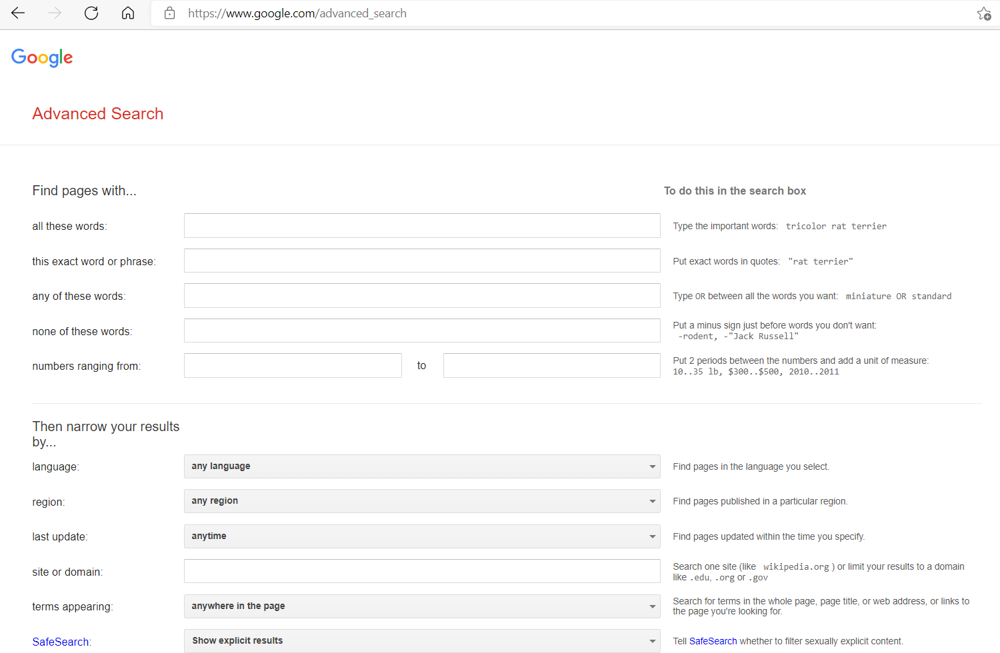 https://www.google.com/advanced_search
Google
Advanced Search
Find pages with...
To do this in the search box
all these words:
Type the important words: tricolor rat terrier
this exact word or phrase:
Put exact words in quotes: "rat terrier"
any of these words:
Type OR between all the words you want: miniature OR standard
none of these words:
Put a minus sign just before words you don't want:
-rodent, -"Jack Russell"
numbers ranging from:
to
Put 2 periods between the numbers and add a unit of measure:
10..35 lb, $300..$500, 2010..2011
Then narrow your results
by...
language:
any language
Find pages in the language you select.
region:
any region
Find pages published in a particular region.
last update:
anytime
Find pages updated within the time you specify.
site or domain:
Search one site (like wikipedia.org ) or limit your results to a domain
like .edu, .org or .gov
terms appearing:
anywhere in the page
Search for terms in the whole page, page title, or web address, or links to
the page you're looking for.
SafeSearch:
Show explicit results
Tell SafeSearch whether to filter sexually explicit content.